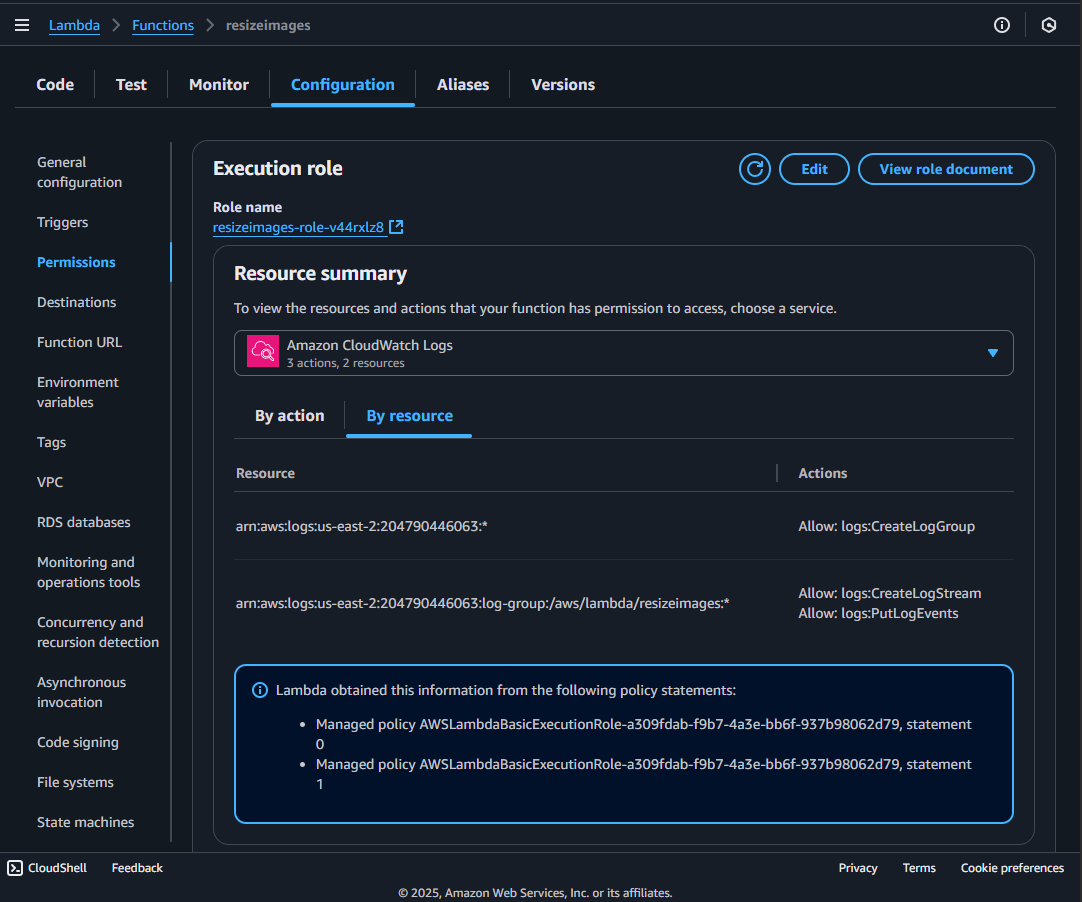 Lambda Functions resizeimages
Code Test Monitor Configuration Aliases Versions
General
configuration
Triggers
Permissions
Destinations
Function URL
Environment
variables
Tags
VPC
RDS databases
Monitoring and
operations tools
Concurrency and
recursion detection
Asynchronous
invocation
Code signing
File systems
State machines
Execution role
Edit
View role document
Role name
resizeimages-role-v44rxlz8
Resource summary
To view the resources and actions that your function has permission to access, choose a service.
Amazon CloudWatch Logs
3 actions, 2 resources
By action By resource
Resource Actions
arn:aws:logs:us-east-2:204790446063:* Allow: logs:CreateLogGroup
arn:aws:logs:us-east-2:204790446063:log-group:/aws/lambda/resizeimages:*
Allow: logs:CreateLogStream
Allow: logs:PutLogEvents
Lambda obtained this information from the following policy statements:
• Managed policy AWSLambdaBasicExecutionRole-a309fdab-f9b7-4a3e-bb6f-937b98062d79, statement
0
• Managed policy AWSLambdaBasicExecutionRole-a309fdab-f9b7-4a3e-bb6f-937b98062d79, statement
1
CloudShell Feedback Privacy Terms Cookie preferences
© 2025, Amazon Web Services, Inc. or its affiliates.